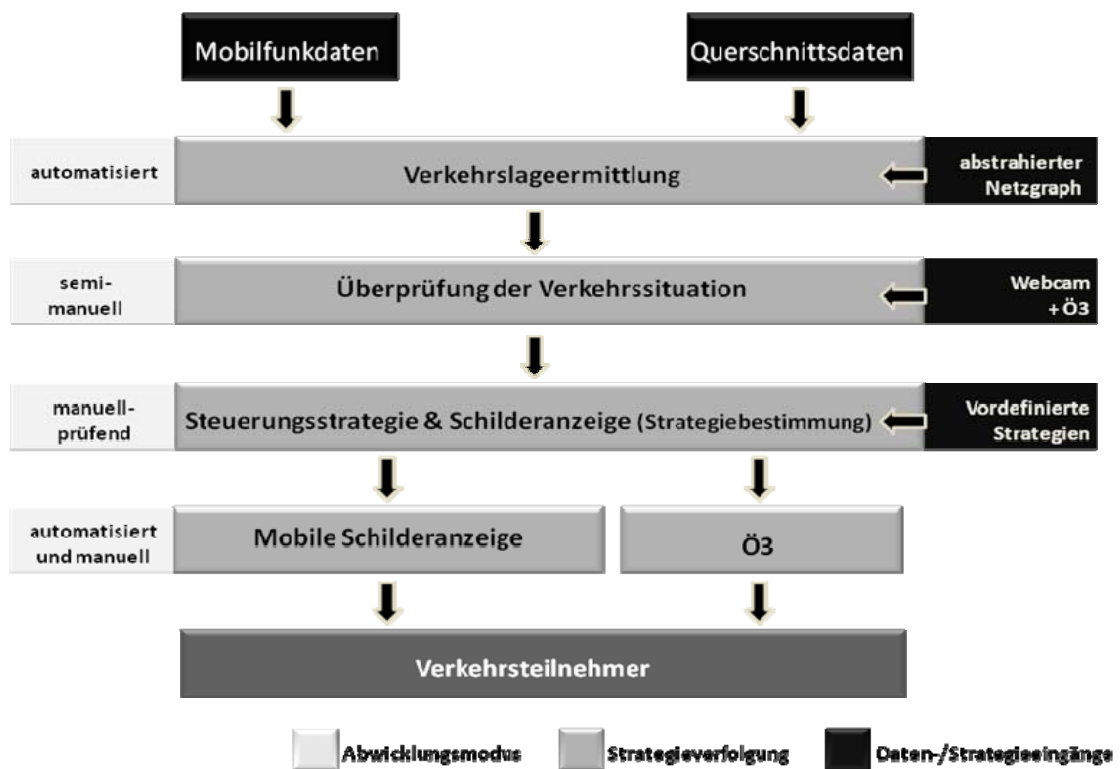 Mobilfunkdaten
Querschnittsdaten
automatisiert
Verkehrslageermittlung
abstrahierter
Netzgraph
semi-
manuell
Überprüfung der Verkehrssituation
Webcam
+ Ö3
manuell-
prüfend
Steuerungsstrategie & Schilderanzeige (Strategiebestimmung)
Vordefinierte
Strategien
automatisiert
und manuell
Mobile Schilderanzeige
Ö3
Verkehrsteilnehmer
Abwicklungsmodus
Strategieverfolgung
Daten-/Strategieeingänge